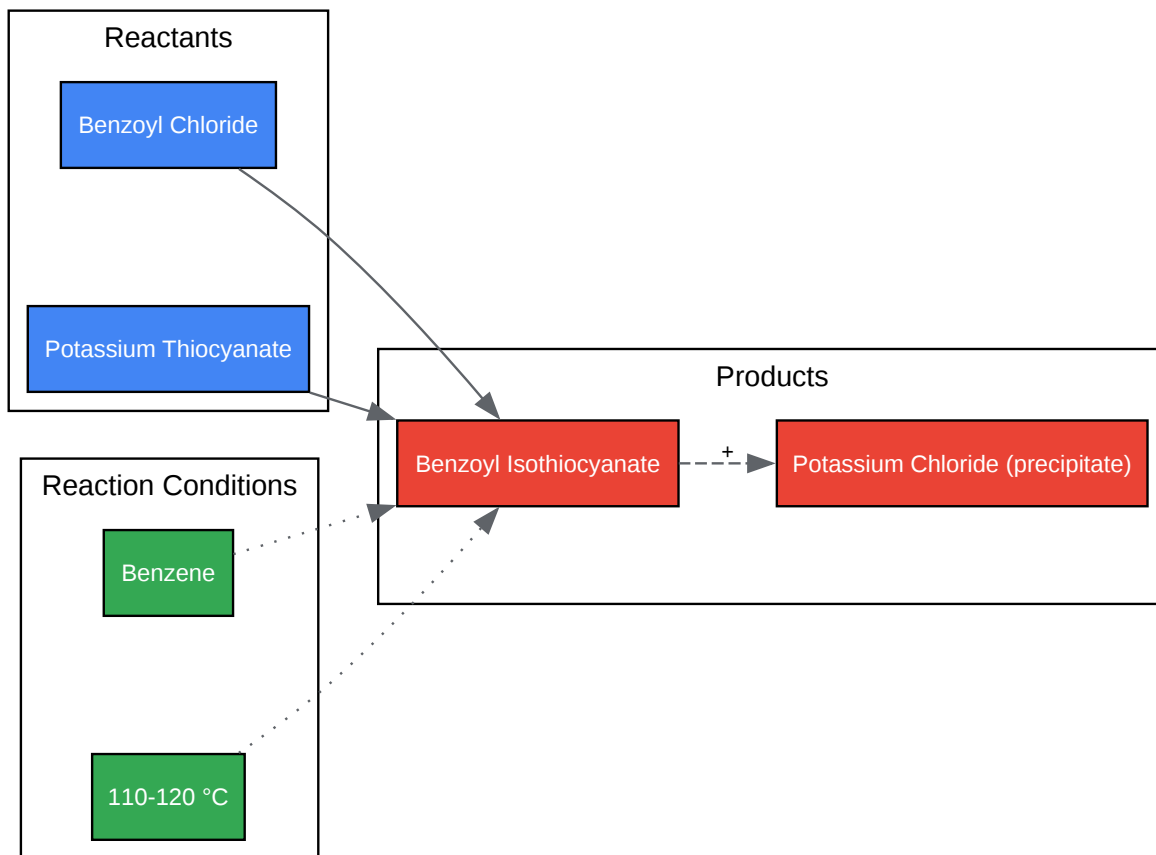 Reactants
Benzoyl Chloride
Potassium Thiocyanate
Products
Benzoyl Isothiocyanate
+
Potassium Chloride (precipitate)
Reaction Conditions
Benzene
110-120 °C